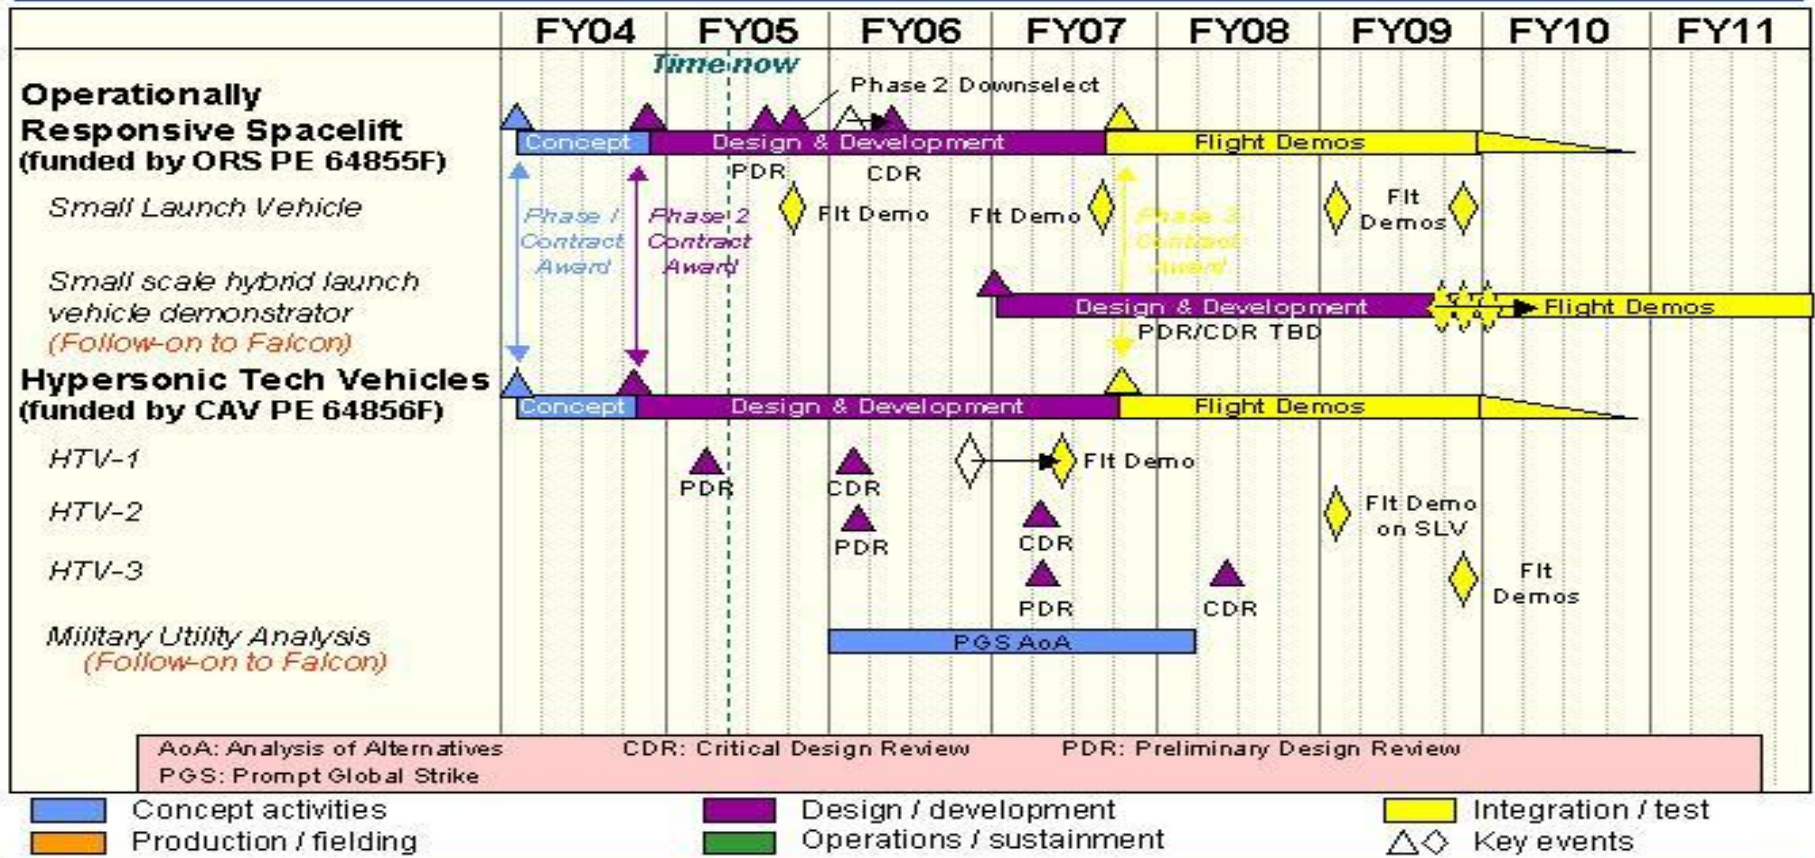 FY04 FY05 FY06 FY07 FY08 FY09 FY10 FY11
Time now
Phase 2 Downselect
Operationally
Responsive Spacelift
(funded by ORS PE 64855F)
Concept Design & Development Flight Demos
PDR CDR
Small Launch Vehicle
Flt Demo Flt Demo Flt
Demos
Phase 1
Contract
Award
Phase 2
Contract
Award
Phase 3
Contract
Award
Small scale hybrid launch
vehicle demonstrator
(Follow-on to Falcon)
Design & Development Flight Demos
PDR/CDR TBD
Hypersonic Tech Vehicles
(funded by CAV PE 64856F)
Concept Design & Development Flight Demos
HTV-1
PDR CDR Flt Demo
HTV-2
PDR CDR Flt Demo
on SLV
HTV-3
PDR CDR Flt
Demos
Military Utility Analysis
(Follow-on to Falcon)
PGS AoA
AoA: Analysis of Alternatives CDR: Critical Design Review PDR: Preliminary Design Review
PGS: Prompt Global Strike
Concept activities Design / development Integration / test
Production / fielding Operations / sustainment Key events